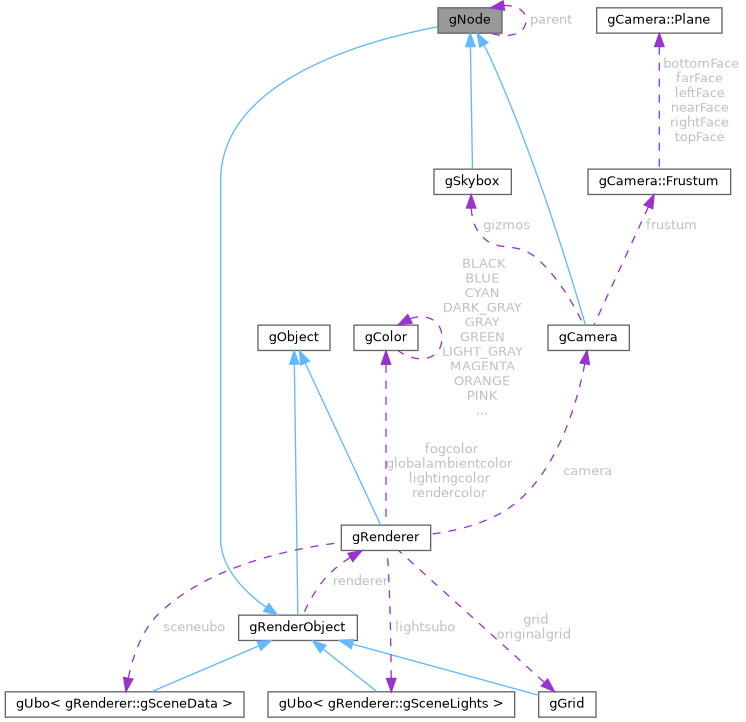 gNode
parent
gCamera::Plane
bottomFace
farFace
leftFace
nearFace
rightFace
topFace
gSkybox
gCamera::Frustum
gizmos
frustum
BLACK
BLUE
CYAN
DARK_GRAY
GRAY
GREEN
LIGHT_GRAY
MAGENTA
ORANGE
PINK
...
gObject
gColor
gCamera
fogcolor
globalambientcolor
lightingcolor
rendercolor
camera
gRenderer
renderer
sceneubo
gRenderObject
lightsubo
grid
originalgrid
gUbo< gRenderer::gSceneData >
gUbo< gRenderer::gSceneLights >
gGrid